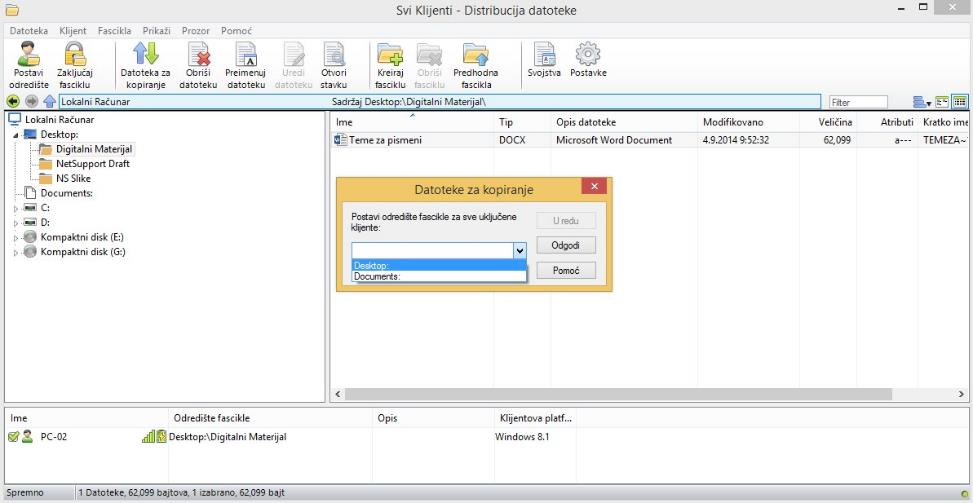 Svi Klijenti - Distribucija datoteke
Datoteka Klijent Fascikla Prikaži Prozor Pomoć
Postavi odredište
Zaključaj fasciklu
Datoteka za kopiranje
Obriši datoteku
Preimenuj datoteku
Uredi datoteku
Otvori stavku
Kreiraj fasciklu
Obriši fasciklu
Predhodna fascikla
Svojstva
Postavke
Lokalni Računar
Sadržaj Desktop:\Digitalni Materijal\
Filter
Lokalni Računar
Desktop:
Digitalni Materijal
NetSupport Draft
NS Slike
Documents:
C:
D:
Kompaktni disk (E:)
Kompaktni disk (G:)
Ime Tip Opis datoteke Modifikovano Veličina Atributi Kratko ime
Teme za pismeni DOCX Microsoft Word Document 4.9.2014 9:52:32 62,099 a--- TEMEZA~
Datoteke za kopiranje
Postavi odredište fascikle za sve uključene
klijente:
U redu
Odgodi
Pomoć
Desktop:
Documents:
Ime Odredište fascikle Opis Klijentova platf...
PC-02 Desktop:\Digitalni Materijal Windows 8.1
Spremno 1 Datoteke, 62,099 bajtova, 1 izabrano, 62,099 bajt